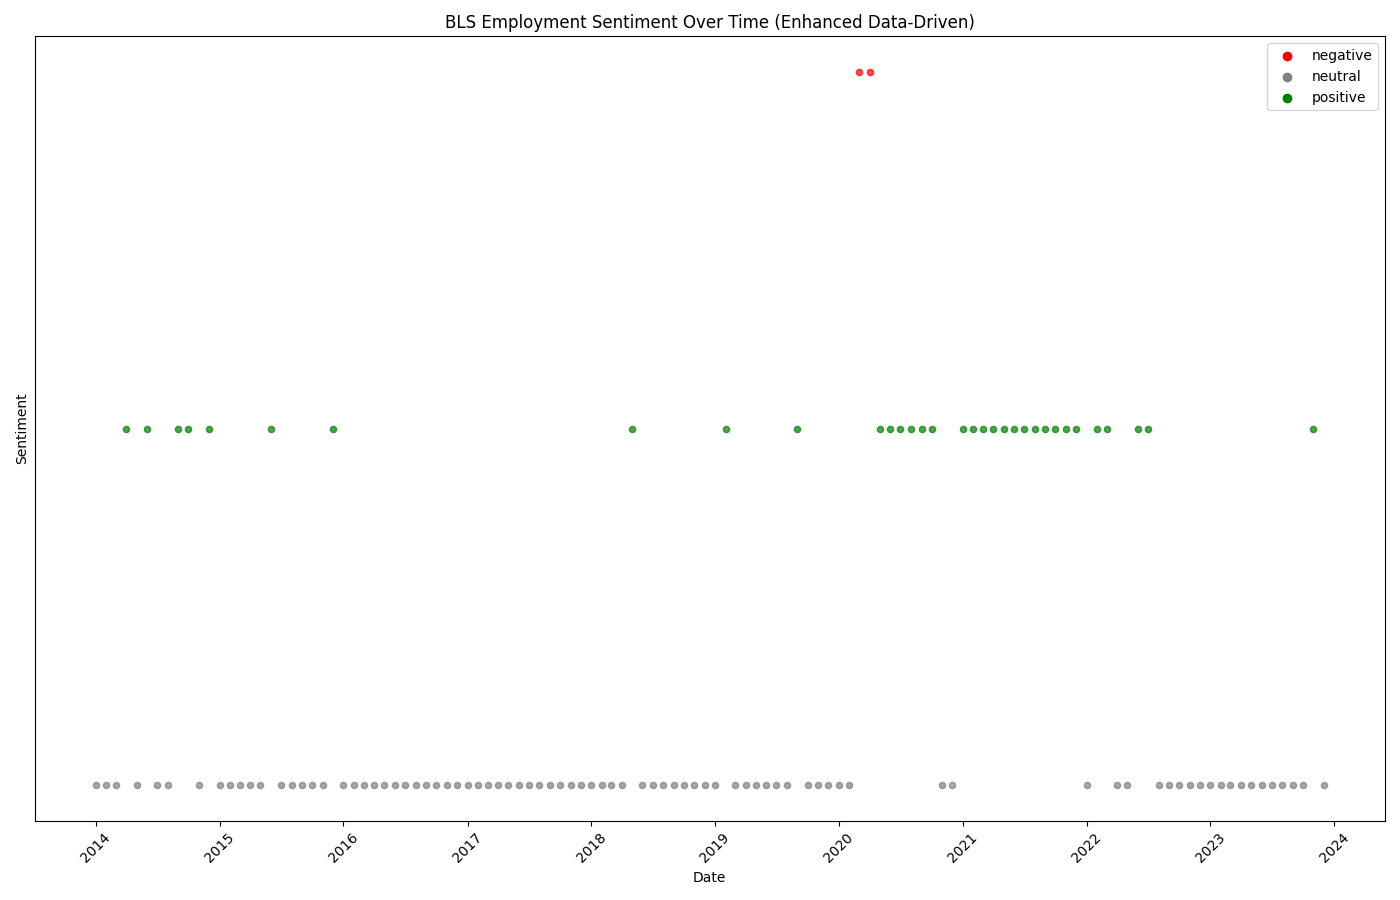 BLS Employment Sentiment Over Time (Enhanced Data-Driven)
negative
neutral
positive
Sentiment
2014
2015
2016
2017
2018
2019
2020
2021
2022
2023
2024
Date